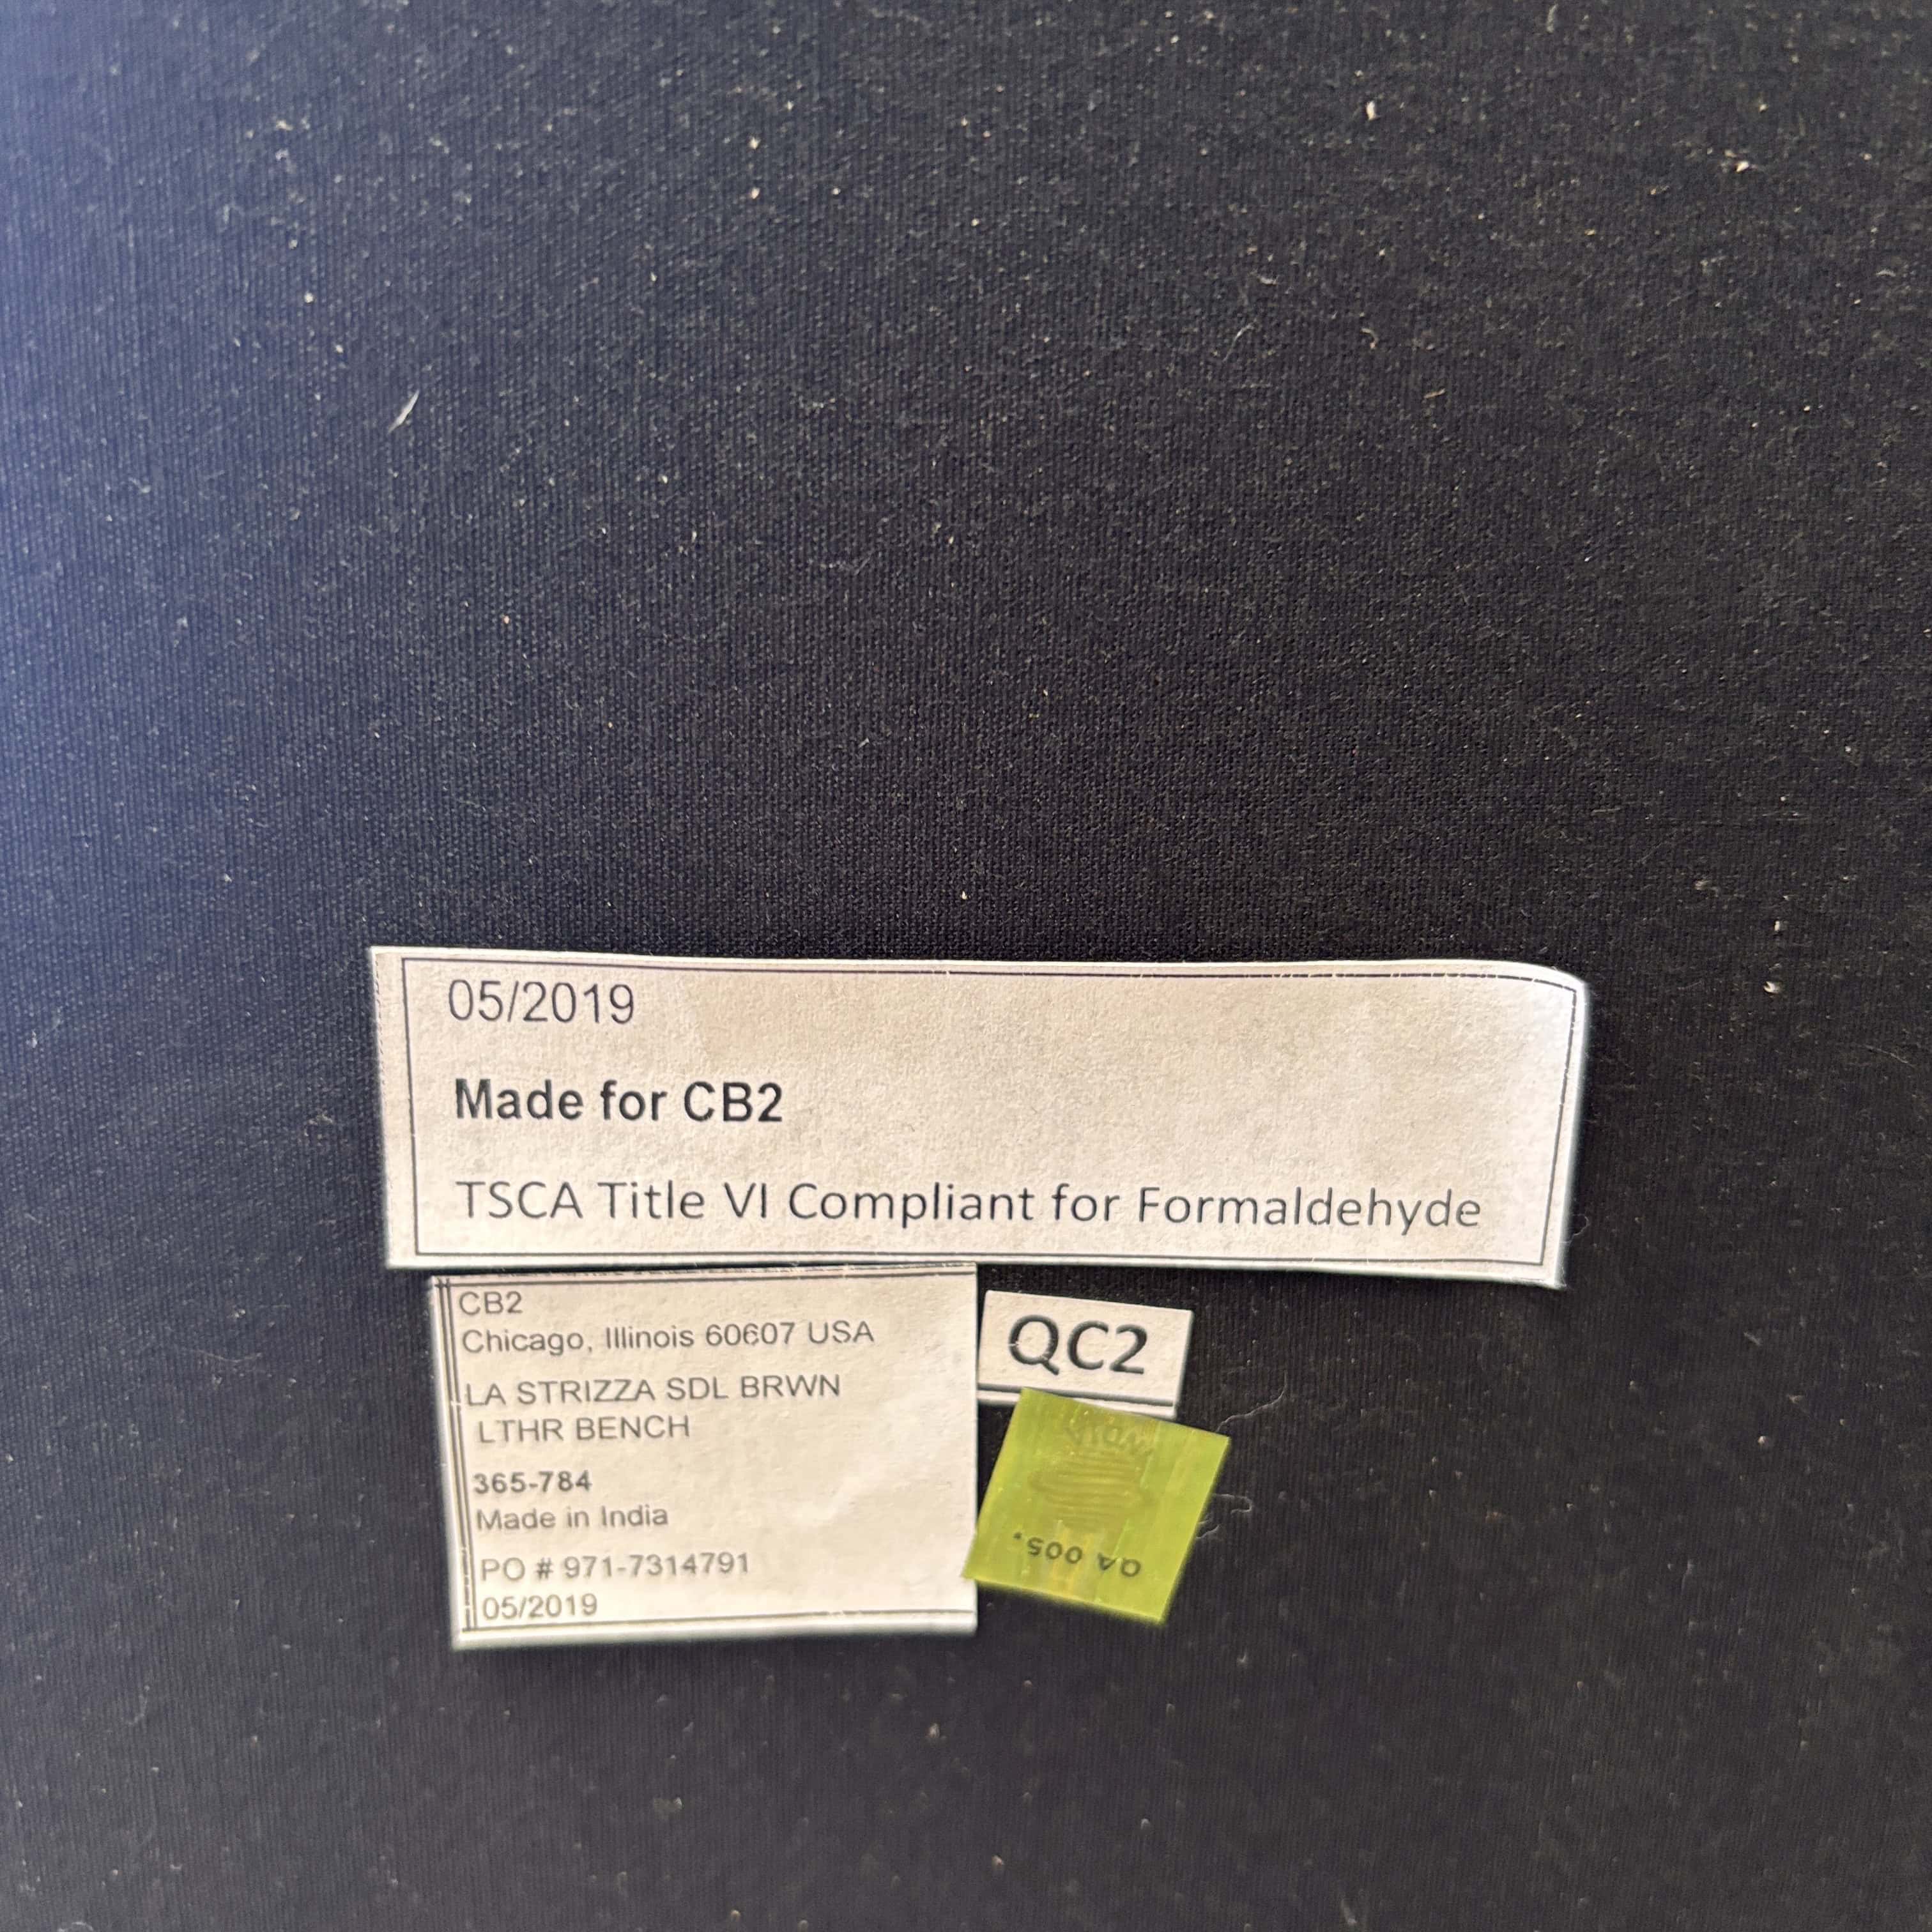 05/2019
Made for CB2
TSCA Title VI Compliant for Formaldehyde
CB2
Chicago, Illinois 60607 USA
LA STRIZZA SDL BRWN
LTHR BENCH
365-784
Made in India
PO # 971-7314791
05/2019
QC2
QA 005.